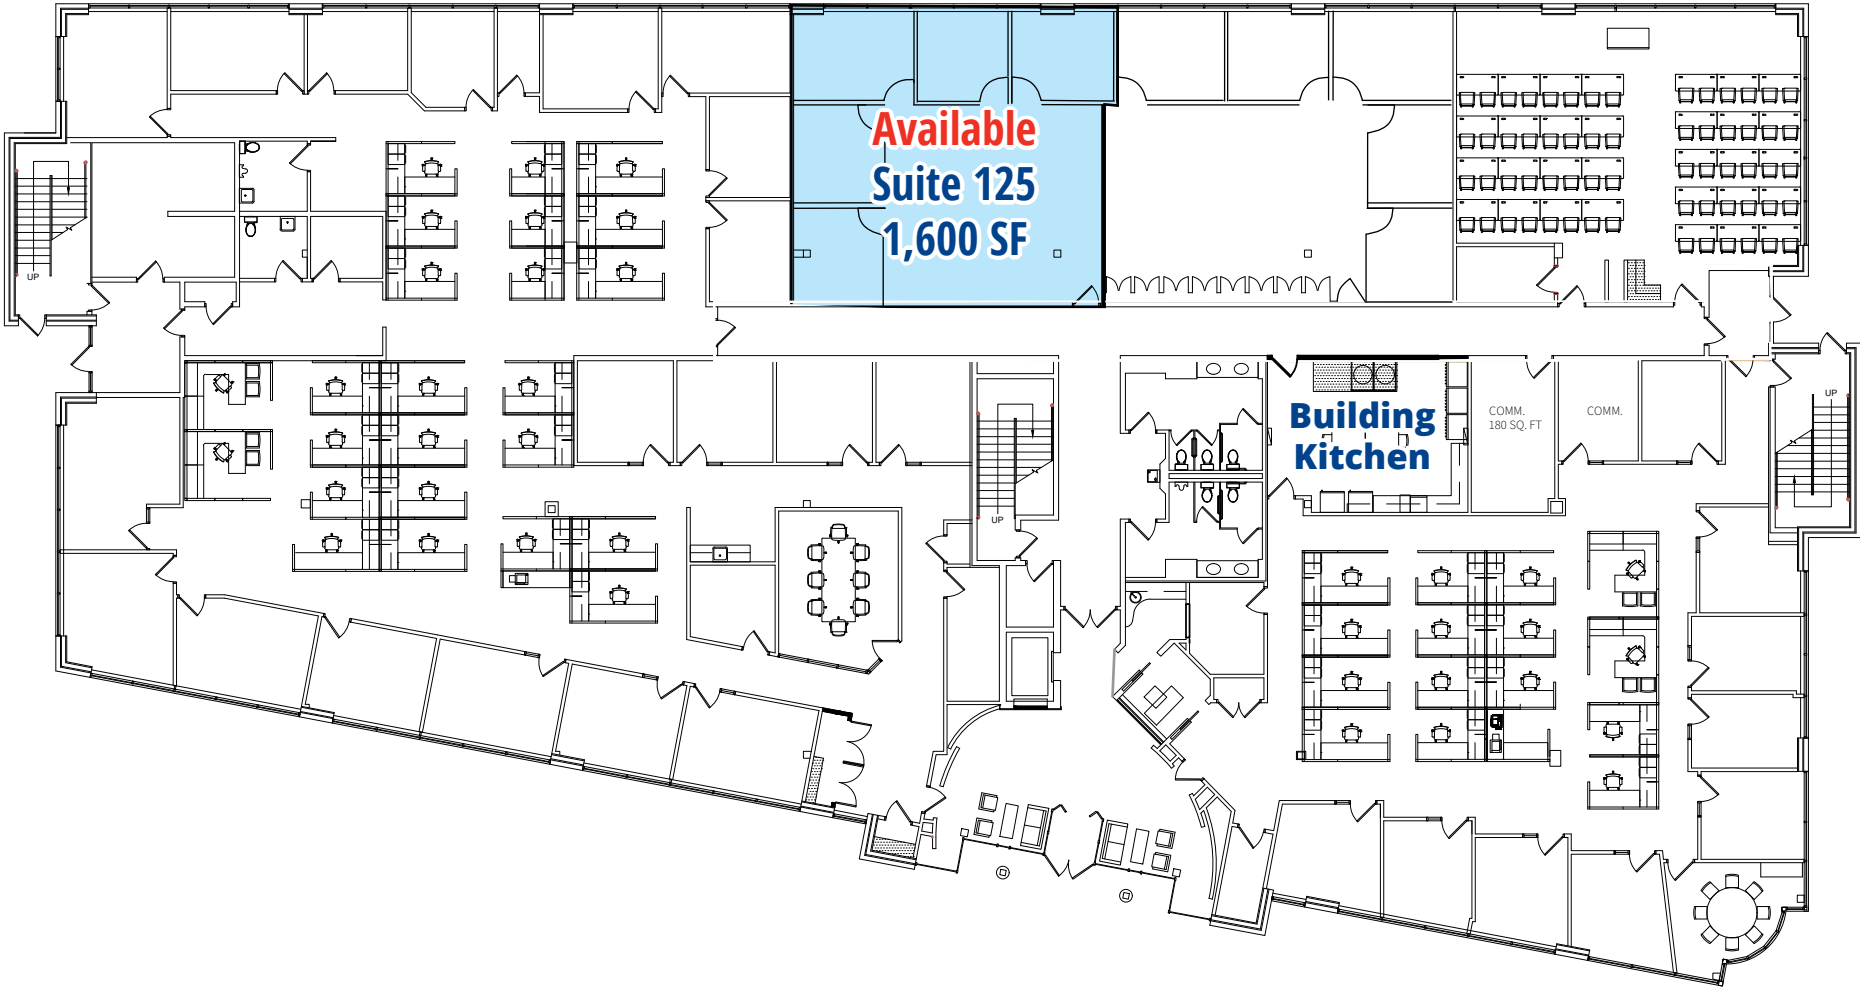 Available
Suite 125
1,600 SF
UP
Building
Kitchen
COMM.
180 SQ. FT
COMM.
UP
UP